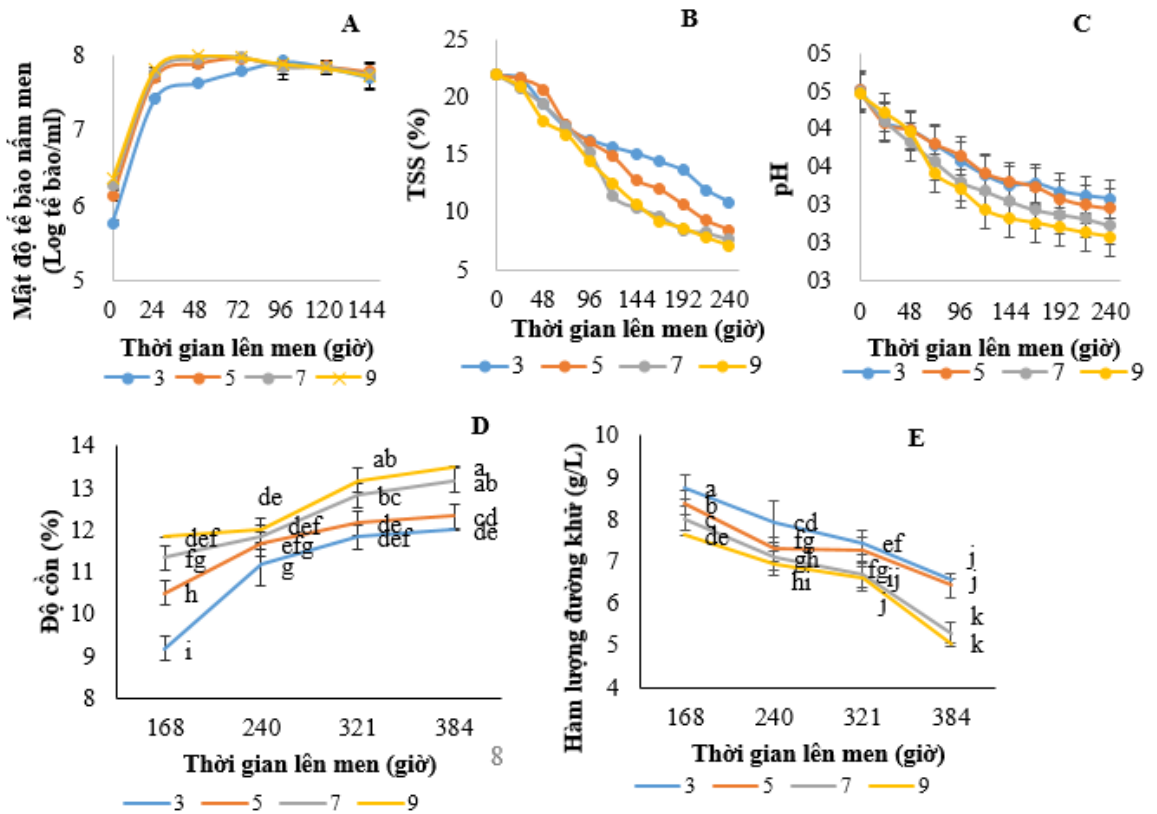 A
Mật độ tế bào nấm men
(Log tế bào/ml)
8
7
6
5
0 24 48 72 96 120 144
Thời gian lên men (giờ)
3 5 7 9
B
TSS (%)
25
20
15
10
5
0 48 96 144 192 240
Thời gian lên men (giờ)
3 5 7 9
C
pH
05
05
04
04
03
03
03
0 48 96 144 192 240
Thời gian lên men (giờ)
3 5 7 9
D
Độ cồn (%)
14
13
12
11
10
9
8
def
fg
h
i
de
def
efg
g
ab
bc
de
def
a
ab
cd
de
168 240 321 384
Thời gian lên men (giờ)
8
3 5 7 9
E
Hàm lượng đường khử (g/L)
10
9
8
7
6
5
4
a
b
c
de
cd
fg
gh
hi
ef
fg
ij
j
j
j
k
k
168 240 321 384
Thời gian lên men (giờ)
3 5 7 9